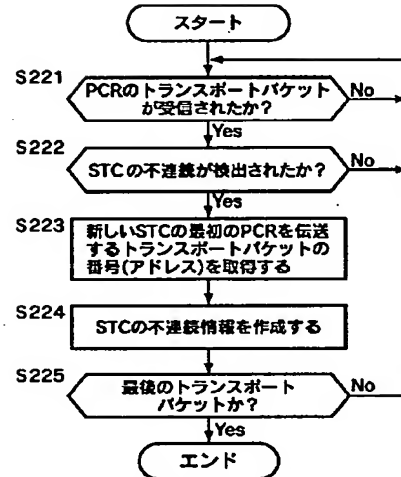 スタート
S221
PCRのトランスポートパケット
が受信されたか?
No
Yes
S222
STCの不連続が検出されたか?
No
Yes
S223
新しいSTCの最初のPCRを伝送
するトランスポートパケットの
番号(アドレス)を取得する
S224
STCの不連続情報を作成する
S225
最後のトランスポート
パケットか?
No
Yes
エンド